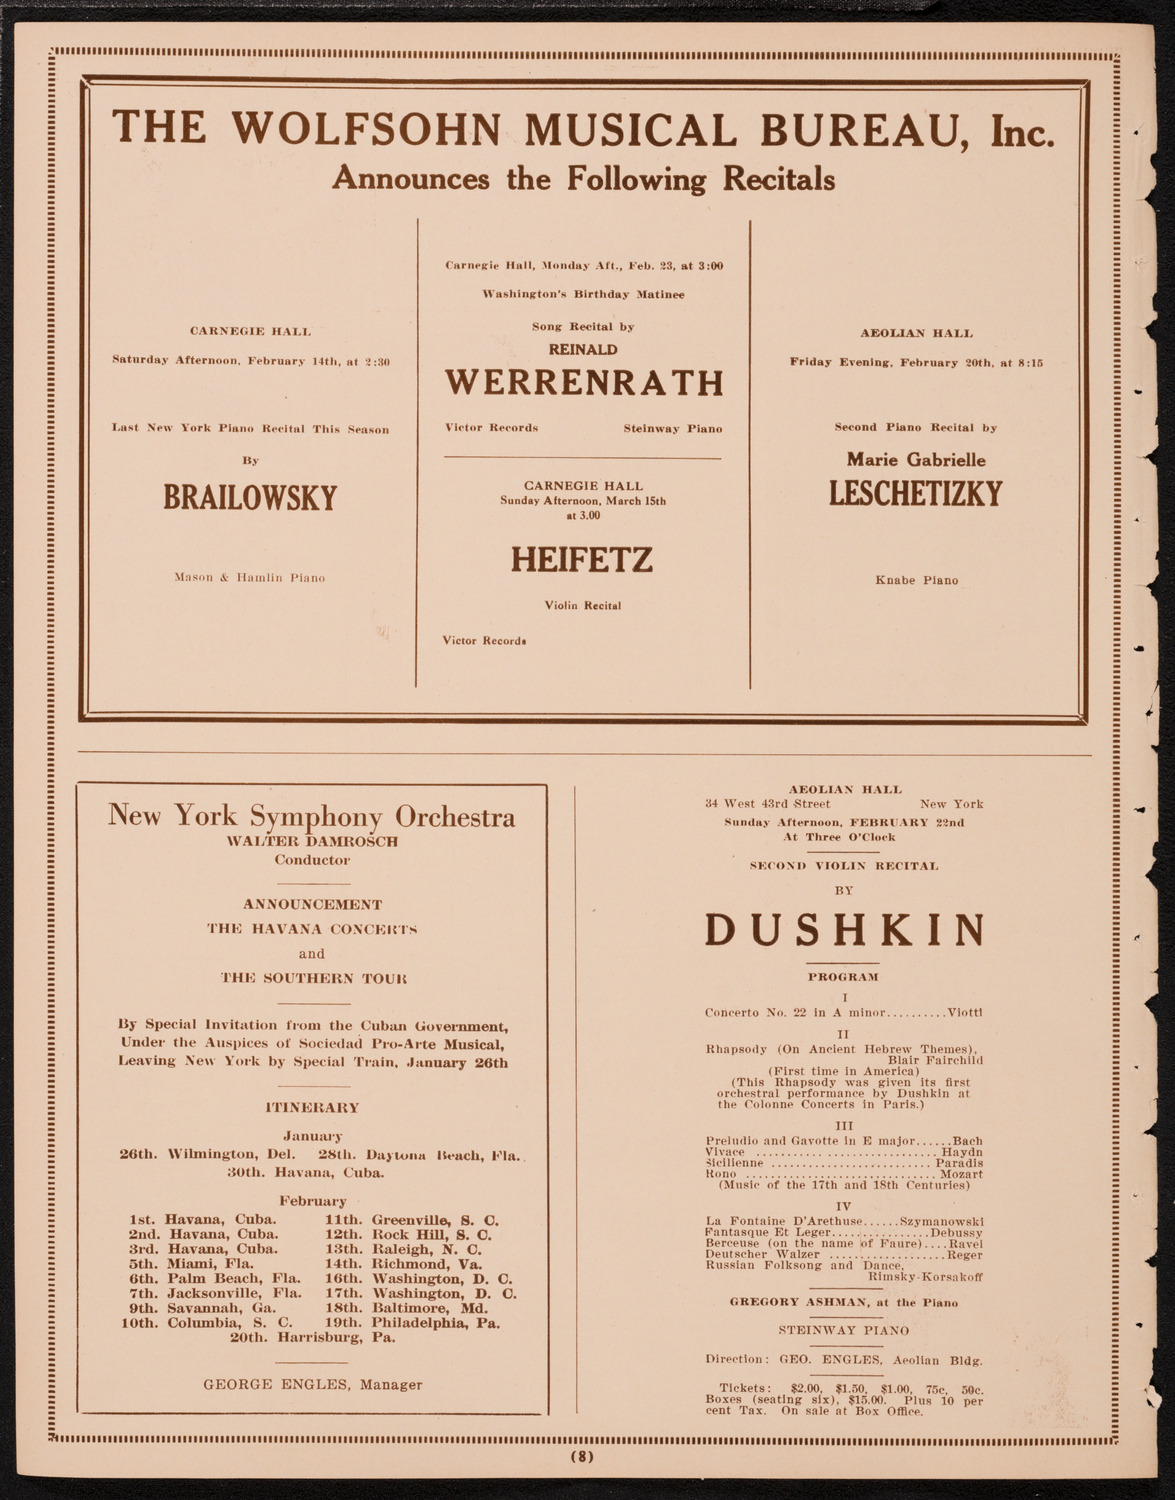 THE WOLFSOHN MUSICAL BUREAU, Inc.
Announces the Following Recitals
CARNEGIE HALL
Saturday Afternoon, February 14th, at 2:30
Last New York Piano Recital This Season
By
BRAILOWSKY
Mason & Hamlin Piano
Carnegie Hall, Monday Aft., Feb. 23, at 3:00
Washington's Birthday Matinee
Song Recital by
REINALD
WERRENRATH
Victor Records Steinway Piano
CARNEGIE HALL
Sunday Afternoon, March 15th
at 3.00
HEIFETZ
Violin Recital
Victor Records
AEOLIAN HALL
Friday Evening, February 20th, at 8:15
Second Piano Recital by
Marie Gabrielle
LESCHETIZKY
Knabe Piano
New York Symphony Orchestra
WALTER DAMROSCH
Conductor
ANNOUNCEMENT
THE HAVANA CONCERTS
and
THE SOUTHERN TOUR
By Special Invitation from the Cuban Government,
Under the Auspices of Sociedad Pro-Arte Musical,
Leaving New York by Special Train, January 26th
ITINERARY
January
26th. Wilmington, Del. 28th. Daytona Beach, Fla.
30th. Havana, Cuba.
February
1st. Havana, Cuba. 11th. Greenville, S. C.
2nd. Havana, Cuba. 12th. Rock Hill, S. C.
3rd. Havana, Cuba. 13th. Raleigh, N. C.
5th. Miami, Fla. 14th. Richmond, Va.
6th. Palm Beach, Fla. 16th. Washington, D. C.
7th. Jacksonville, Fla. 17th. Washington, D. C.
9th. Savannah, Ga. 18th. Baltimore, Md.
10th. Columbia, S. C. 19th. Philadelphia, Pa.
20th. Harrisburg, Pa.
GEORGE ENGLES, Manager
AEOLIAN HALL
34 West 43rd Street New York
Sunday Afternoon, FEBRUARY 22nd
At Three O'Clock
SECOND VIOLIN RECITAL
BY
DUSHKIN
PROGRAM
I
Concerto No. 22 in A minor..........Viotti
II
Rhapsody (On Ancient Hebrew Themes),
Blair Fairchild
(First time in America)
(This Rhapsody was given its first
orchestral performance by Dushkin at
the Colonne Concerts in Paris.)
III
Preludio and Gavotte in E major......Bach
Vivace .............................. Haydn
Sicilienne .......................... Paradis
Rono ................................ Mozart
(Music of the 17th and 18th Centuries)
IV
La Fontaine D'Arethuse......Szymanowski
Fantasque Et Leger................Debussy
Berceuse (on the name of Faure)....Ravel
Deutscher Walzer ...................Reger
Russian Folksong and Dance,
Rimsky-Korsakoff
GREGORY ASHMAN, at the Piano
STEINWAY PIANO
Direction: GEO. ENGLES, Aeolian Bldg.
Tickets: $2.00, $1.50, $1.00, 75c, 50c.
Boxes (seating six), $15.00. Plus 10 per
cent Tax. On sale at Box Office.
(8)